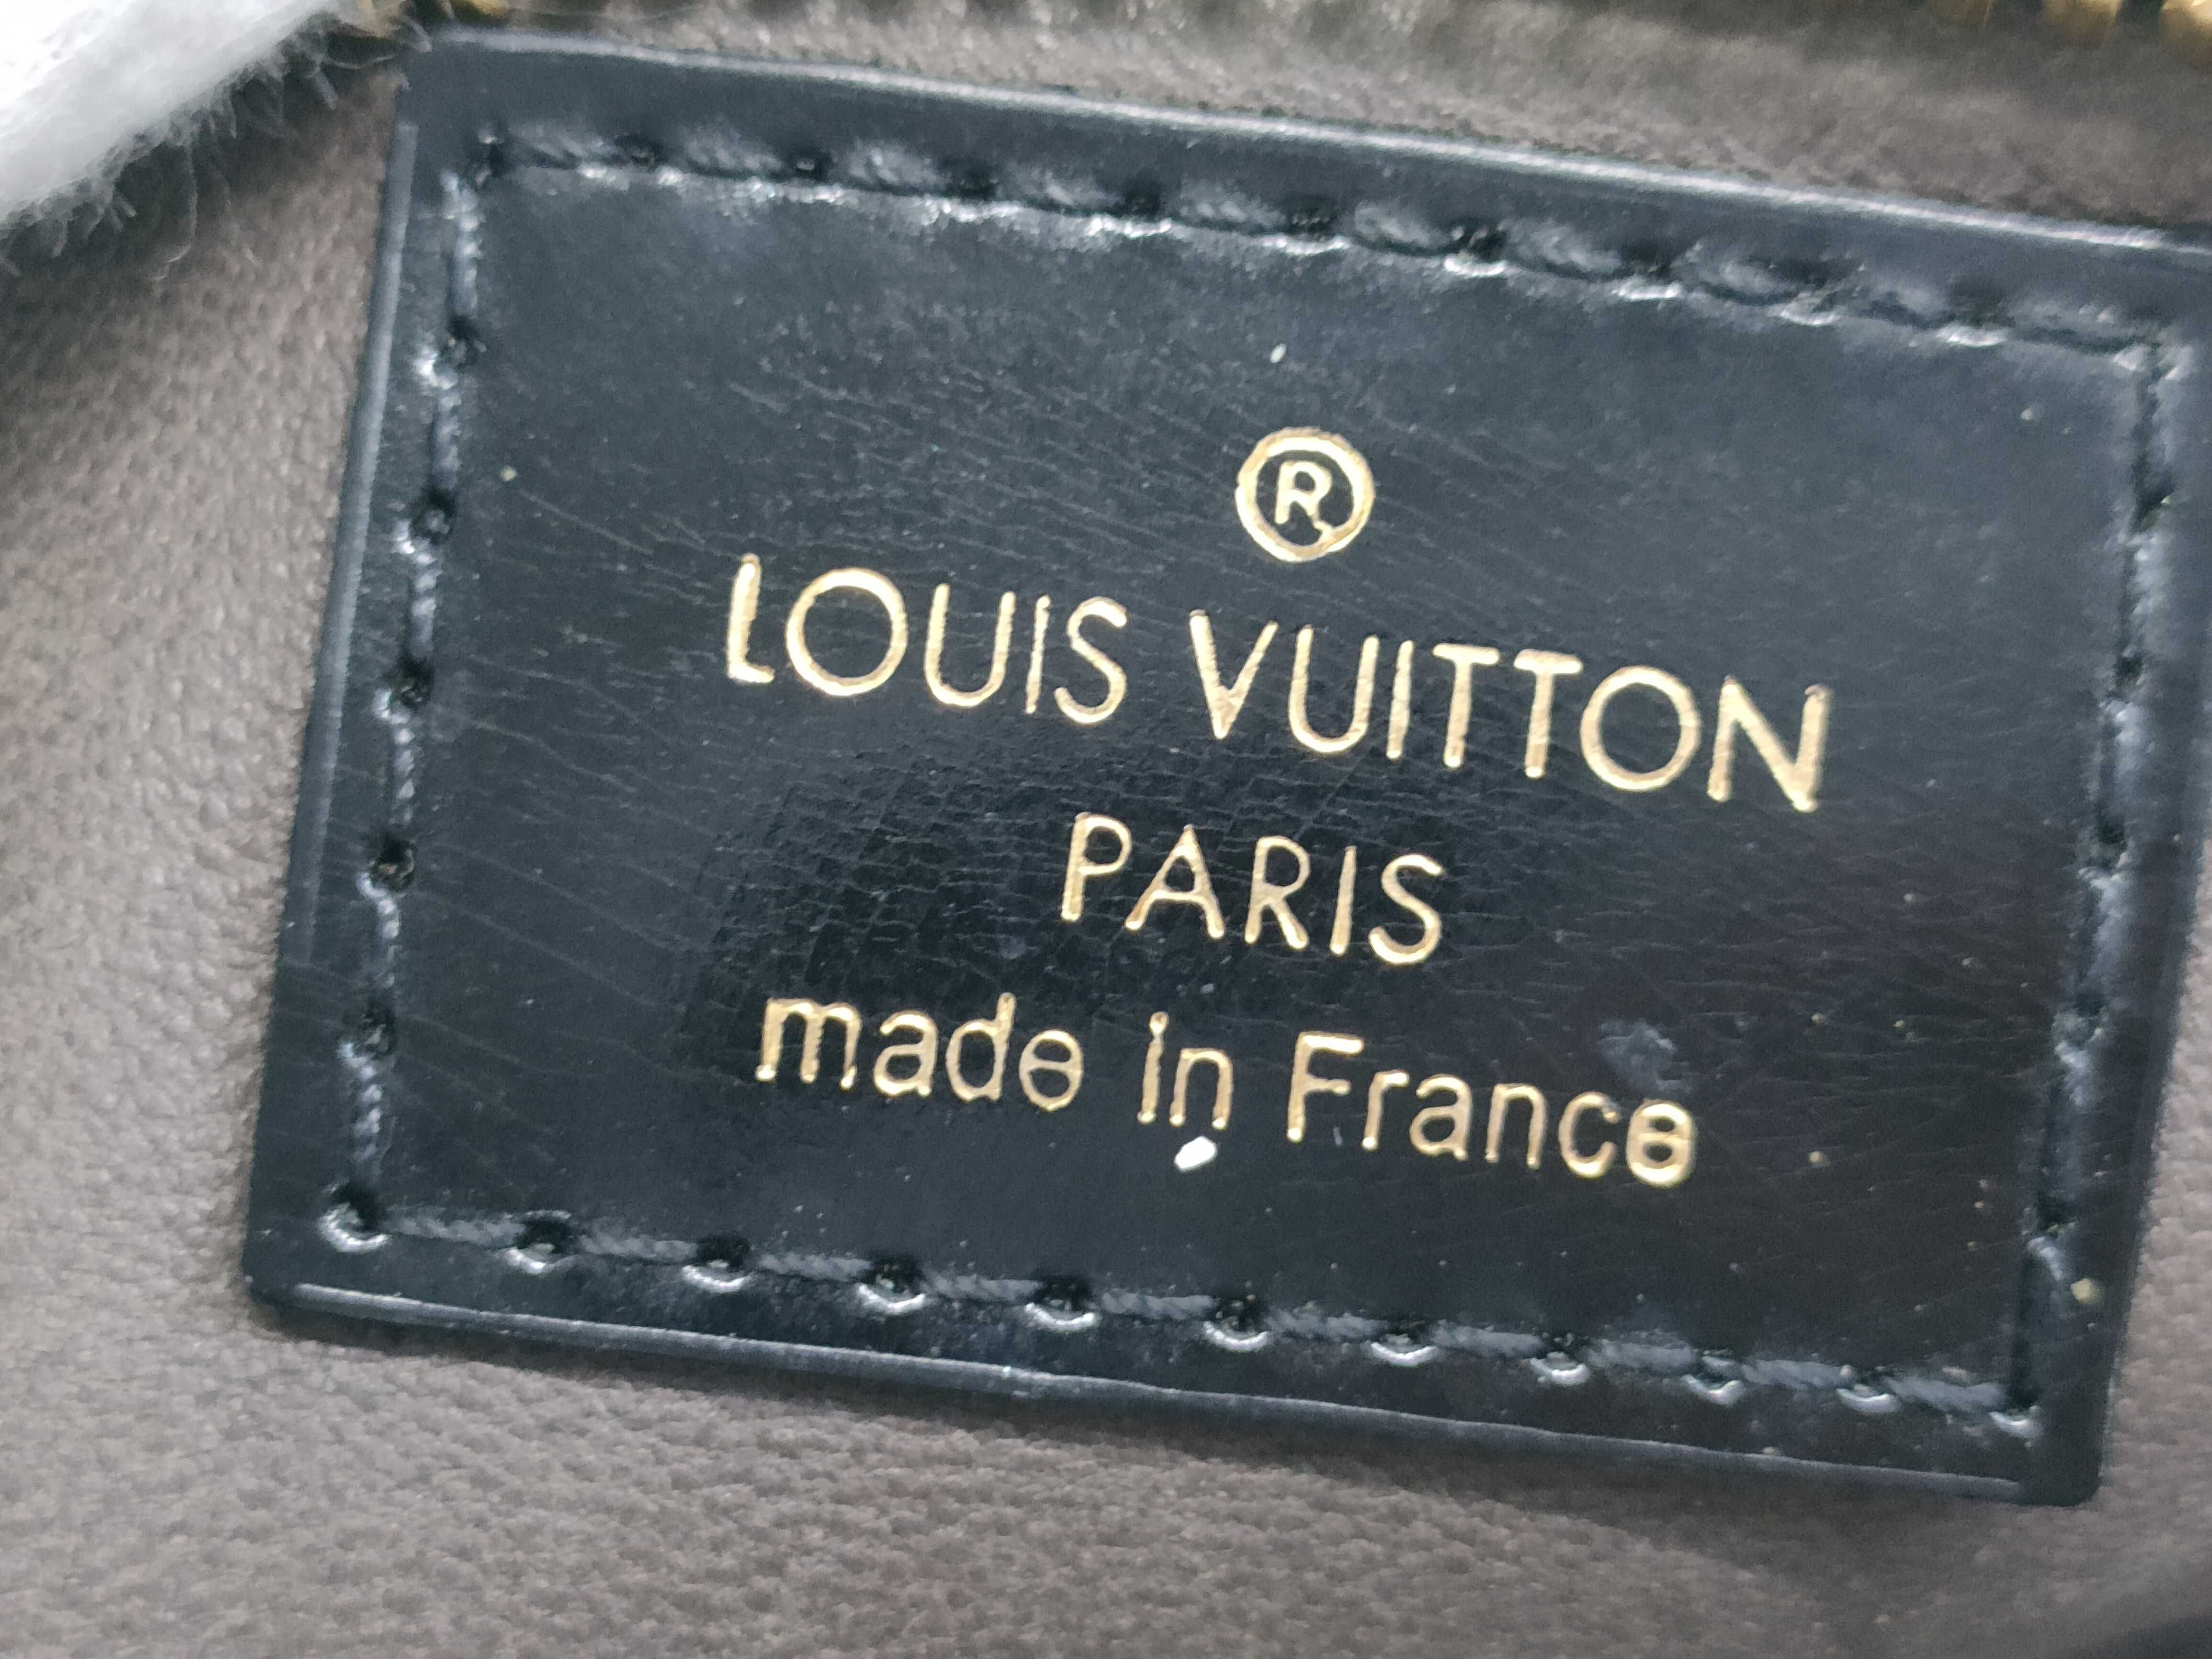 ®
LOUIS VUITTON
PARIS
made in France